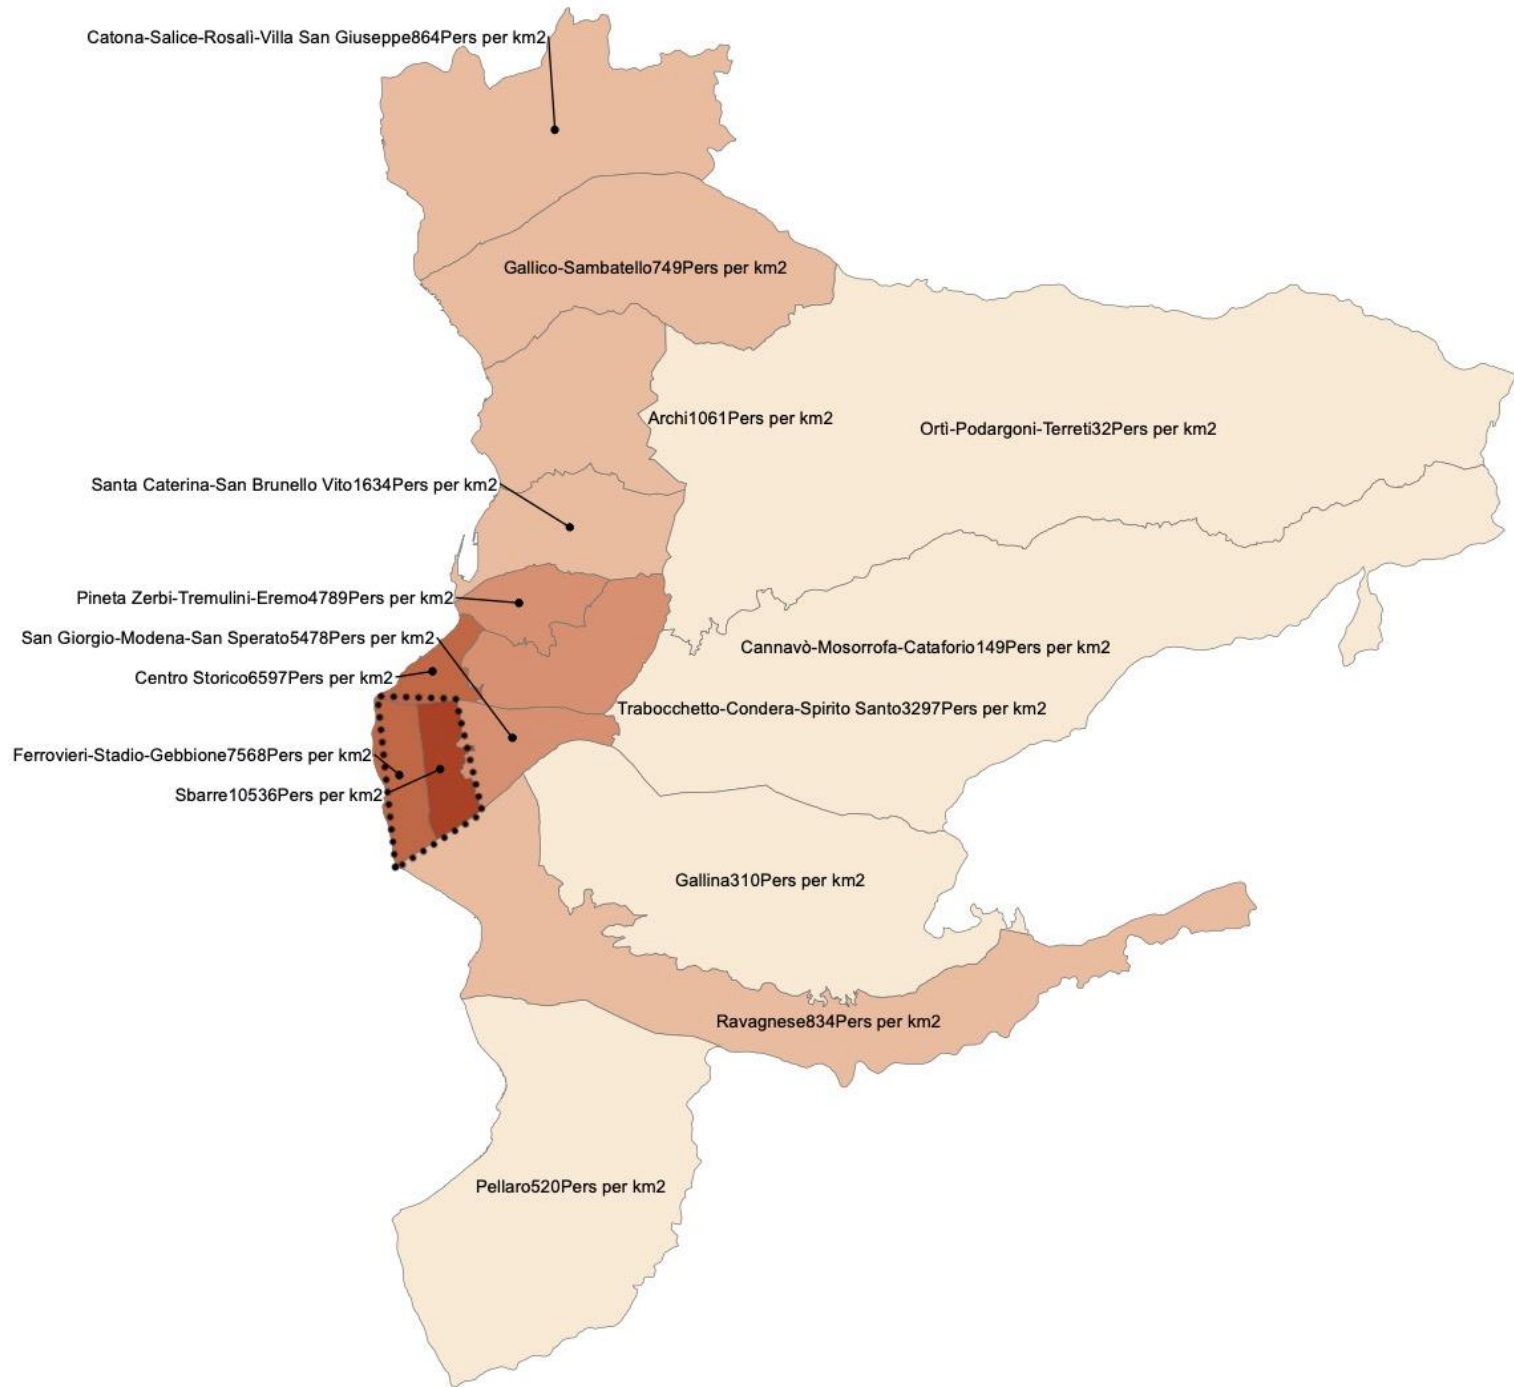 Catona-Salice-Rosalì-Villa San Giuseppe864Pers per km2
Gallico-Sambatello749Pers per km2
Archi1061Pers per km2
Ortì-Podargoni-Terreti32Pers per km2
Santa Caterina-San Brunello Vito1634Pers per km2
Pineta Zerbi-Tremulini-Eremo4789Pers per km2
San Giorgio-Modena-San Sperato5478Pers per km2
Cannavò-Mosorrofa-Cataforio149Pers per km2
Centro Storico6597Pers per km2
Trabocchetto-Condera-Spirito Santo3297Pers per km2
Ferrovieri-Stadio-Gebbione7568Pers per km2
Sbarre10536Pers per km2
Gallina310Pers per km2
Ravagnese834Pers per km2
Pellaro520Pers per km2